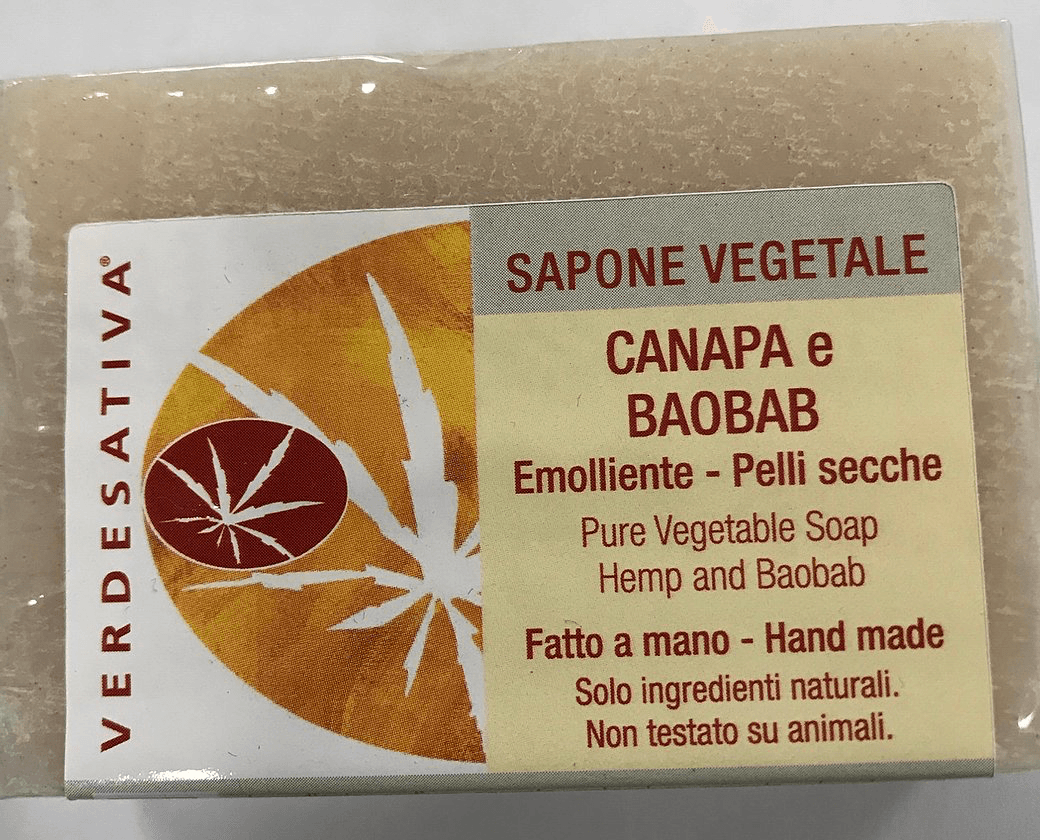 VERDESATIVA®
SAPONE VEGETALE
CANAPA e
BAOBAB
Emolliente - Pelli secche
Pure Vegetable Soap
Hemp and Baobab
Fatto a mano - Hand made
Solo ingredienti naturali.
Non testato su animali.